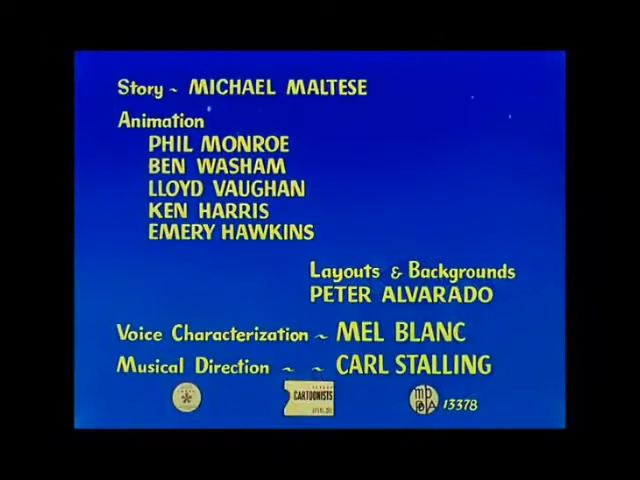 Story ~ MICHAEL MALTESE
Animation
PHIL MONROE
BEN WASHAM
LLOYD VAUGHAN
KEN HARRIS
EMERY HAWKINS
Layouts & Backgrounds
PETER ALVARADO
Voice Characterization ~ MEL BLANC
Musical Direction ~ ~ CARL STALLING
CARTOONISTS
13378